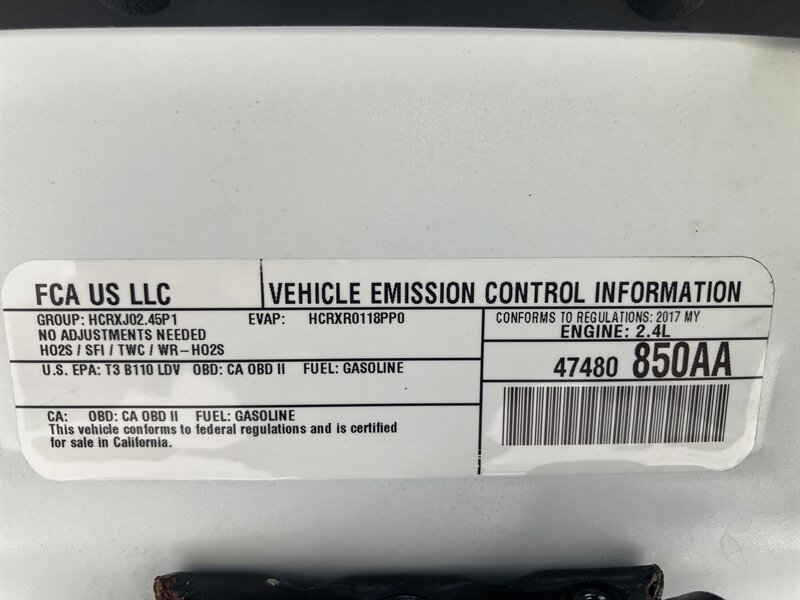 FCA US LLC
VEHICLE EMISSION CONTROL INFORMATION
GROUP: HCRXJ02.45P1 EVAP: HCRXR0118PP0
NO ADJUSTMENTS NEEDED
HO2S / SFI / TWC / WR-HO2S
CONFORMS TO REGULATIONS: 2017 MY
ENGINE: 2.4L
U.S. EPA: T3 B110 LDV OBD: CA OBD II FUEL: GASOLINE
47480 850AA
CA: OBD: CA OBD II FUEL: GASOLINE
This vehicle conforms to federal regulations and is certified
for sale in California.